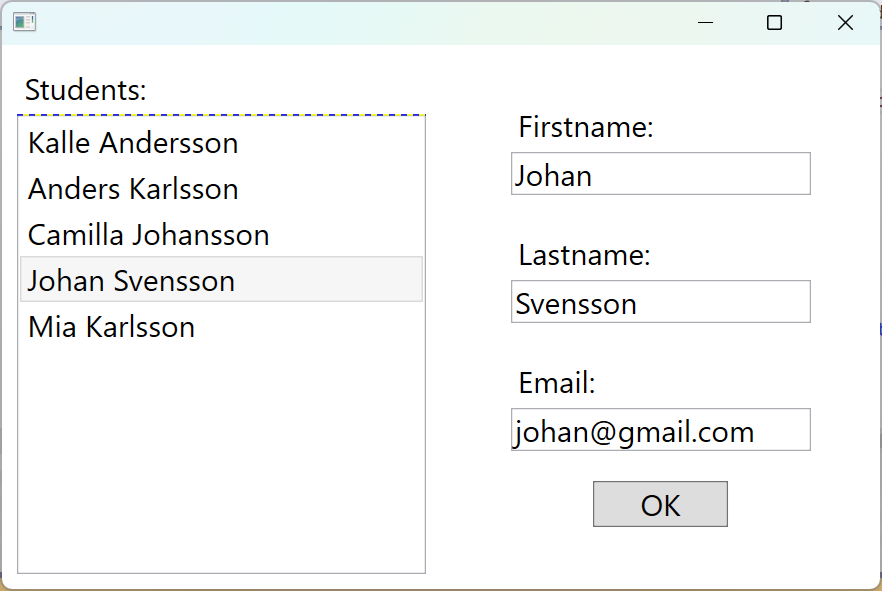 Students:
Kalle Andersson
Anders Karlsson
Camilla Johansson
Johan Svensson
Mia Karlsson
Firstname:
Johan
Lastname:
Svensson
Email:
johan@gmail.com
OK